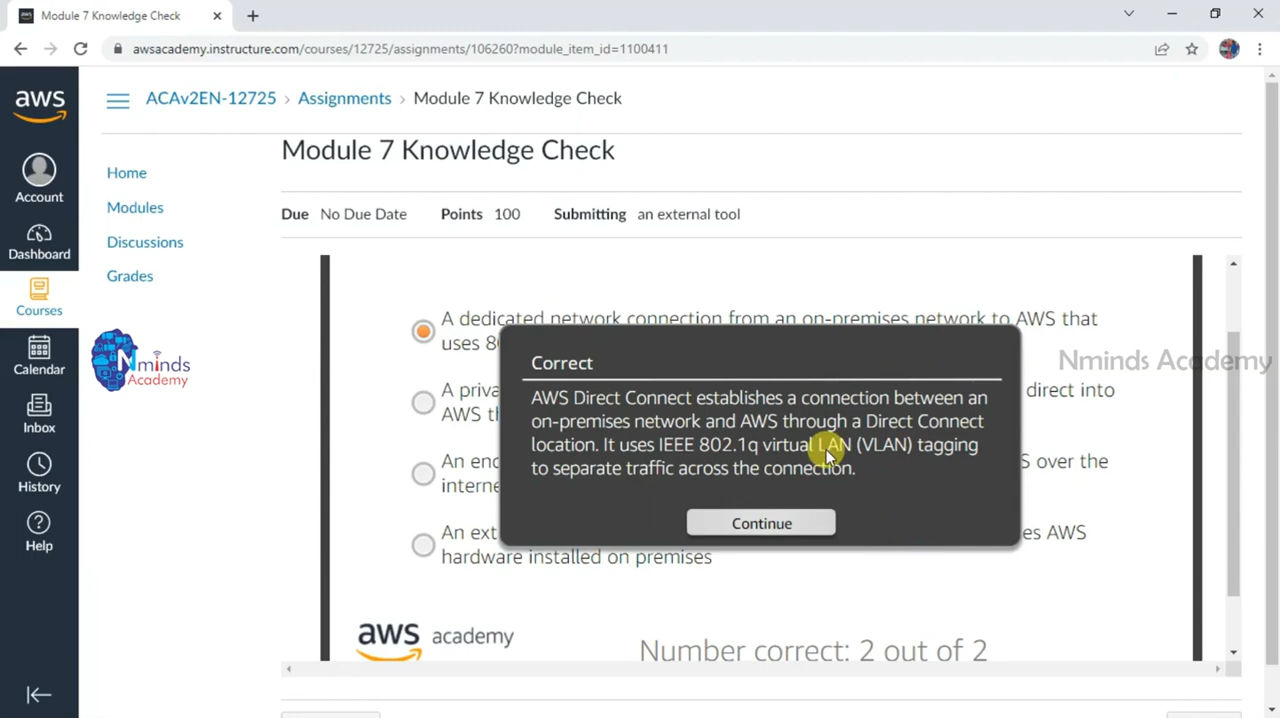 Module 7 Knowledge Check
awsacademy.instructure.com/courses/12725/assignments/106260?module_item_id=1100411
aws
Account
Dashboard
Courses
Calendar
Inbox
History
Help
ACAv2EN-12725 › Assignments › Module 7 Knowledge Check
Home
Modules
Discussions
Grades
Nminds
Academy
Module 7 Knowledge Check
Due No Due Date Points 100 Submitting an external tool
A dedicated network connection from an on-premises network to AWS that
uses
A direct into
AWS
An over the
An AWS
hardware installed on premises
Correct
AWS Direct Connect establishes a connection between an
on-premises network and AWS through a Direct Connect
location. It uses IEEE 802.1q virtual LAN (VLAN) tagging
to separate traffic across the connection.
Continue
Nminds Academy
aws academy
Number correct: 2 out of 2